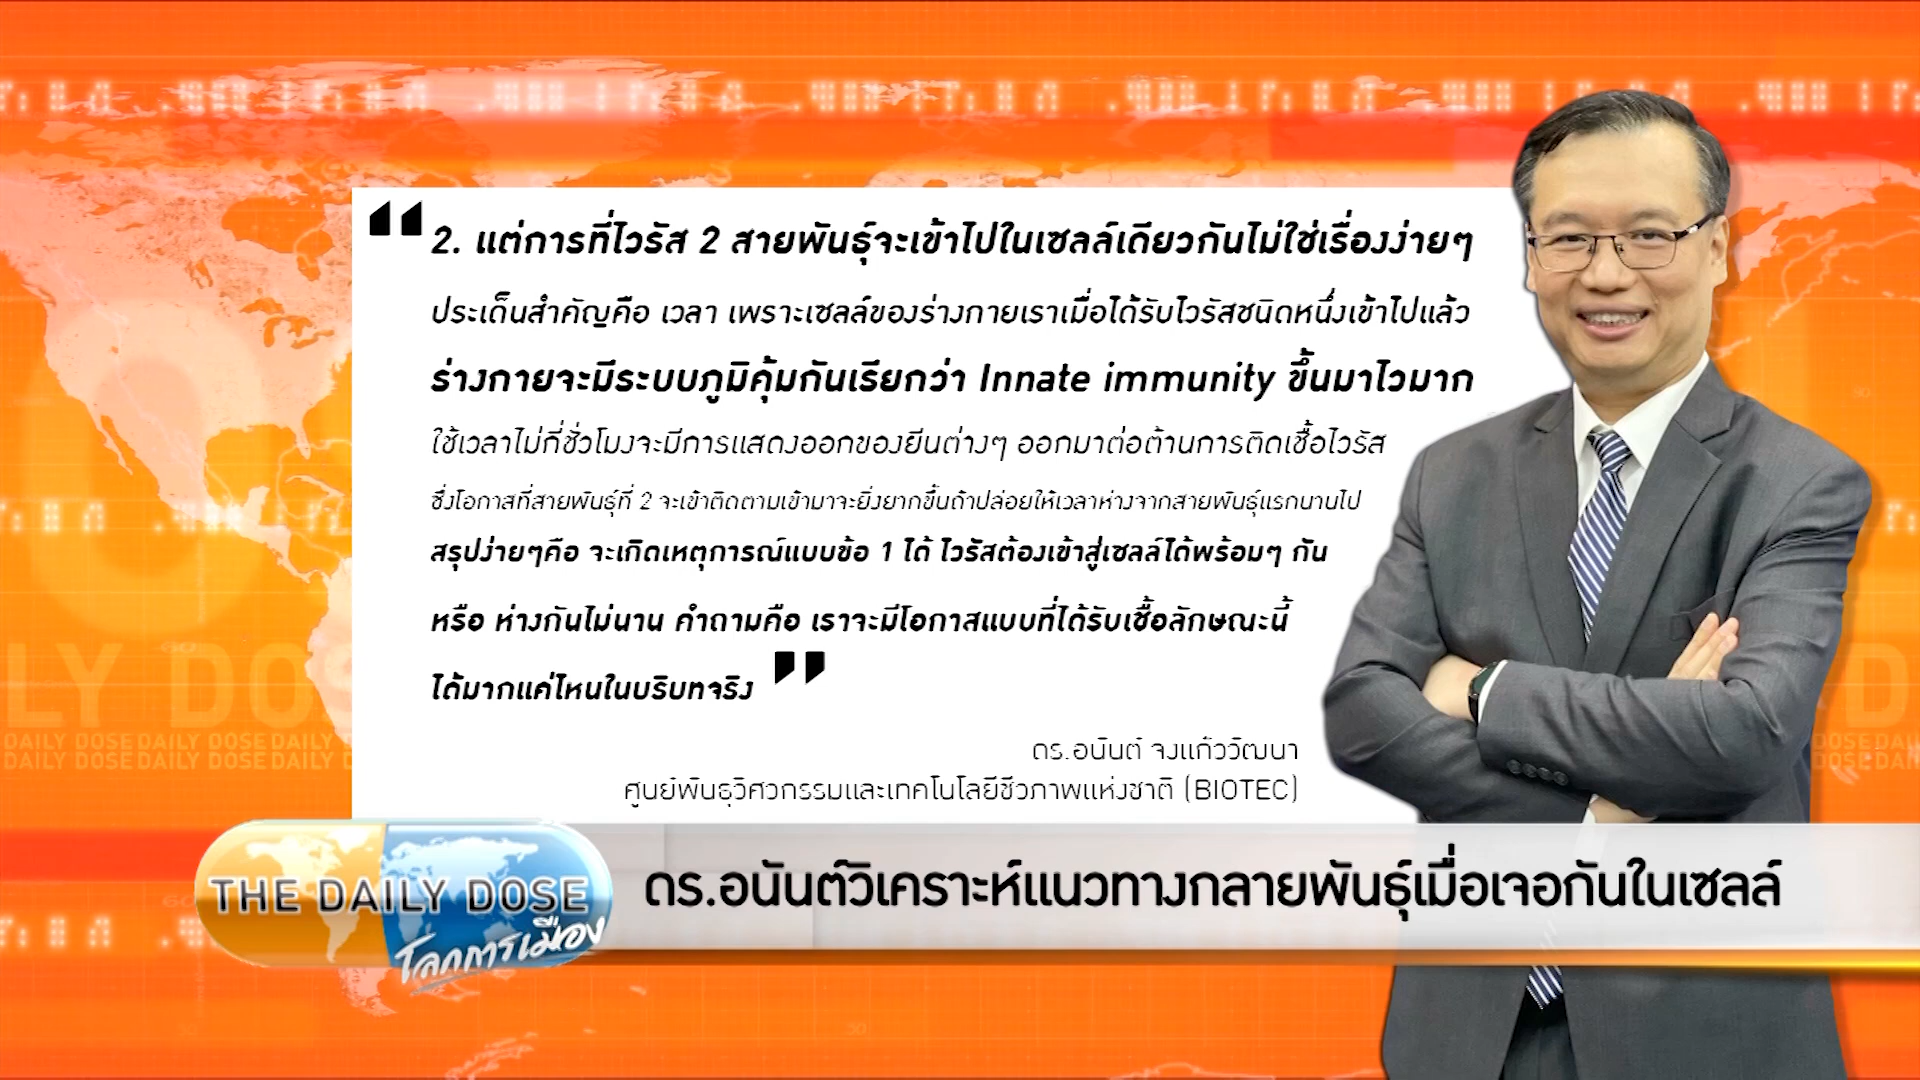 2. แต่การที่ไวรัส 2 สายพันธุ์จะเข้าไปในเซลล์เดียวกันไม่ใช่เรื่องง่ายๆ
ประเด็นสำคัญคือ เวลา เพราะเซลล์ของร่างกายเราเมื่อได้รับไวรัสชนิดหนึ่งเข้าไปแล้ว
ร่างกายจะมีระบบภูมิคุ้มกันเรียกว่า Innate immunity ขึ้นมาไวมาก
ใช้เวลาไม่กี่ชั่วโมงจะมีการแสดงออกของยีนต่างๆ ออกมาต่อต้านการติดเชื้อไวรัส
ซึ่งโอกาสที่สายพันธุ์ที่ 2 จะเข้าติดตามเข้ามาจะยิ่งยากขึ้นถ้าปล่อยให้เวลาห่างจากสายพันธุ์แรกนานไป
สรุปง่ายๆคือ จะเกิดเหตุการณ์แบบข้อ 1 ได้ ไวรัสต้องเข้าสู่เซลล์ได้พร้อมๆ กัน
หรือ ห่างกันไม่นาน คำถามคือ เราจะมีโอกาสแบบที่ได้รับเชื้อลักษณะนี้
ได้มากแค่ไหนในบริบทจริง
ดร.อนันต์ จงแก้ววัฒนา
ศูนย์พันธุวิศวกรรมและเทคโนโลยีชีวภาพแห่งชาติ (BIOTEC)
THE DAILY DOSE
โลกการเมือง
ดร.อนันต์วิเคราะห์แนวทางกลายพันธุ์เมื่อเจอกันในเซลล์
LY DOSE
DAILY DOSE DAILY DOSE DAILY
DAILY DOSE DAILY DOSE DAILY